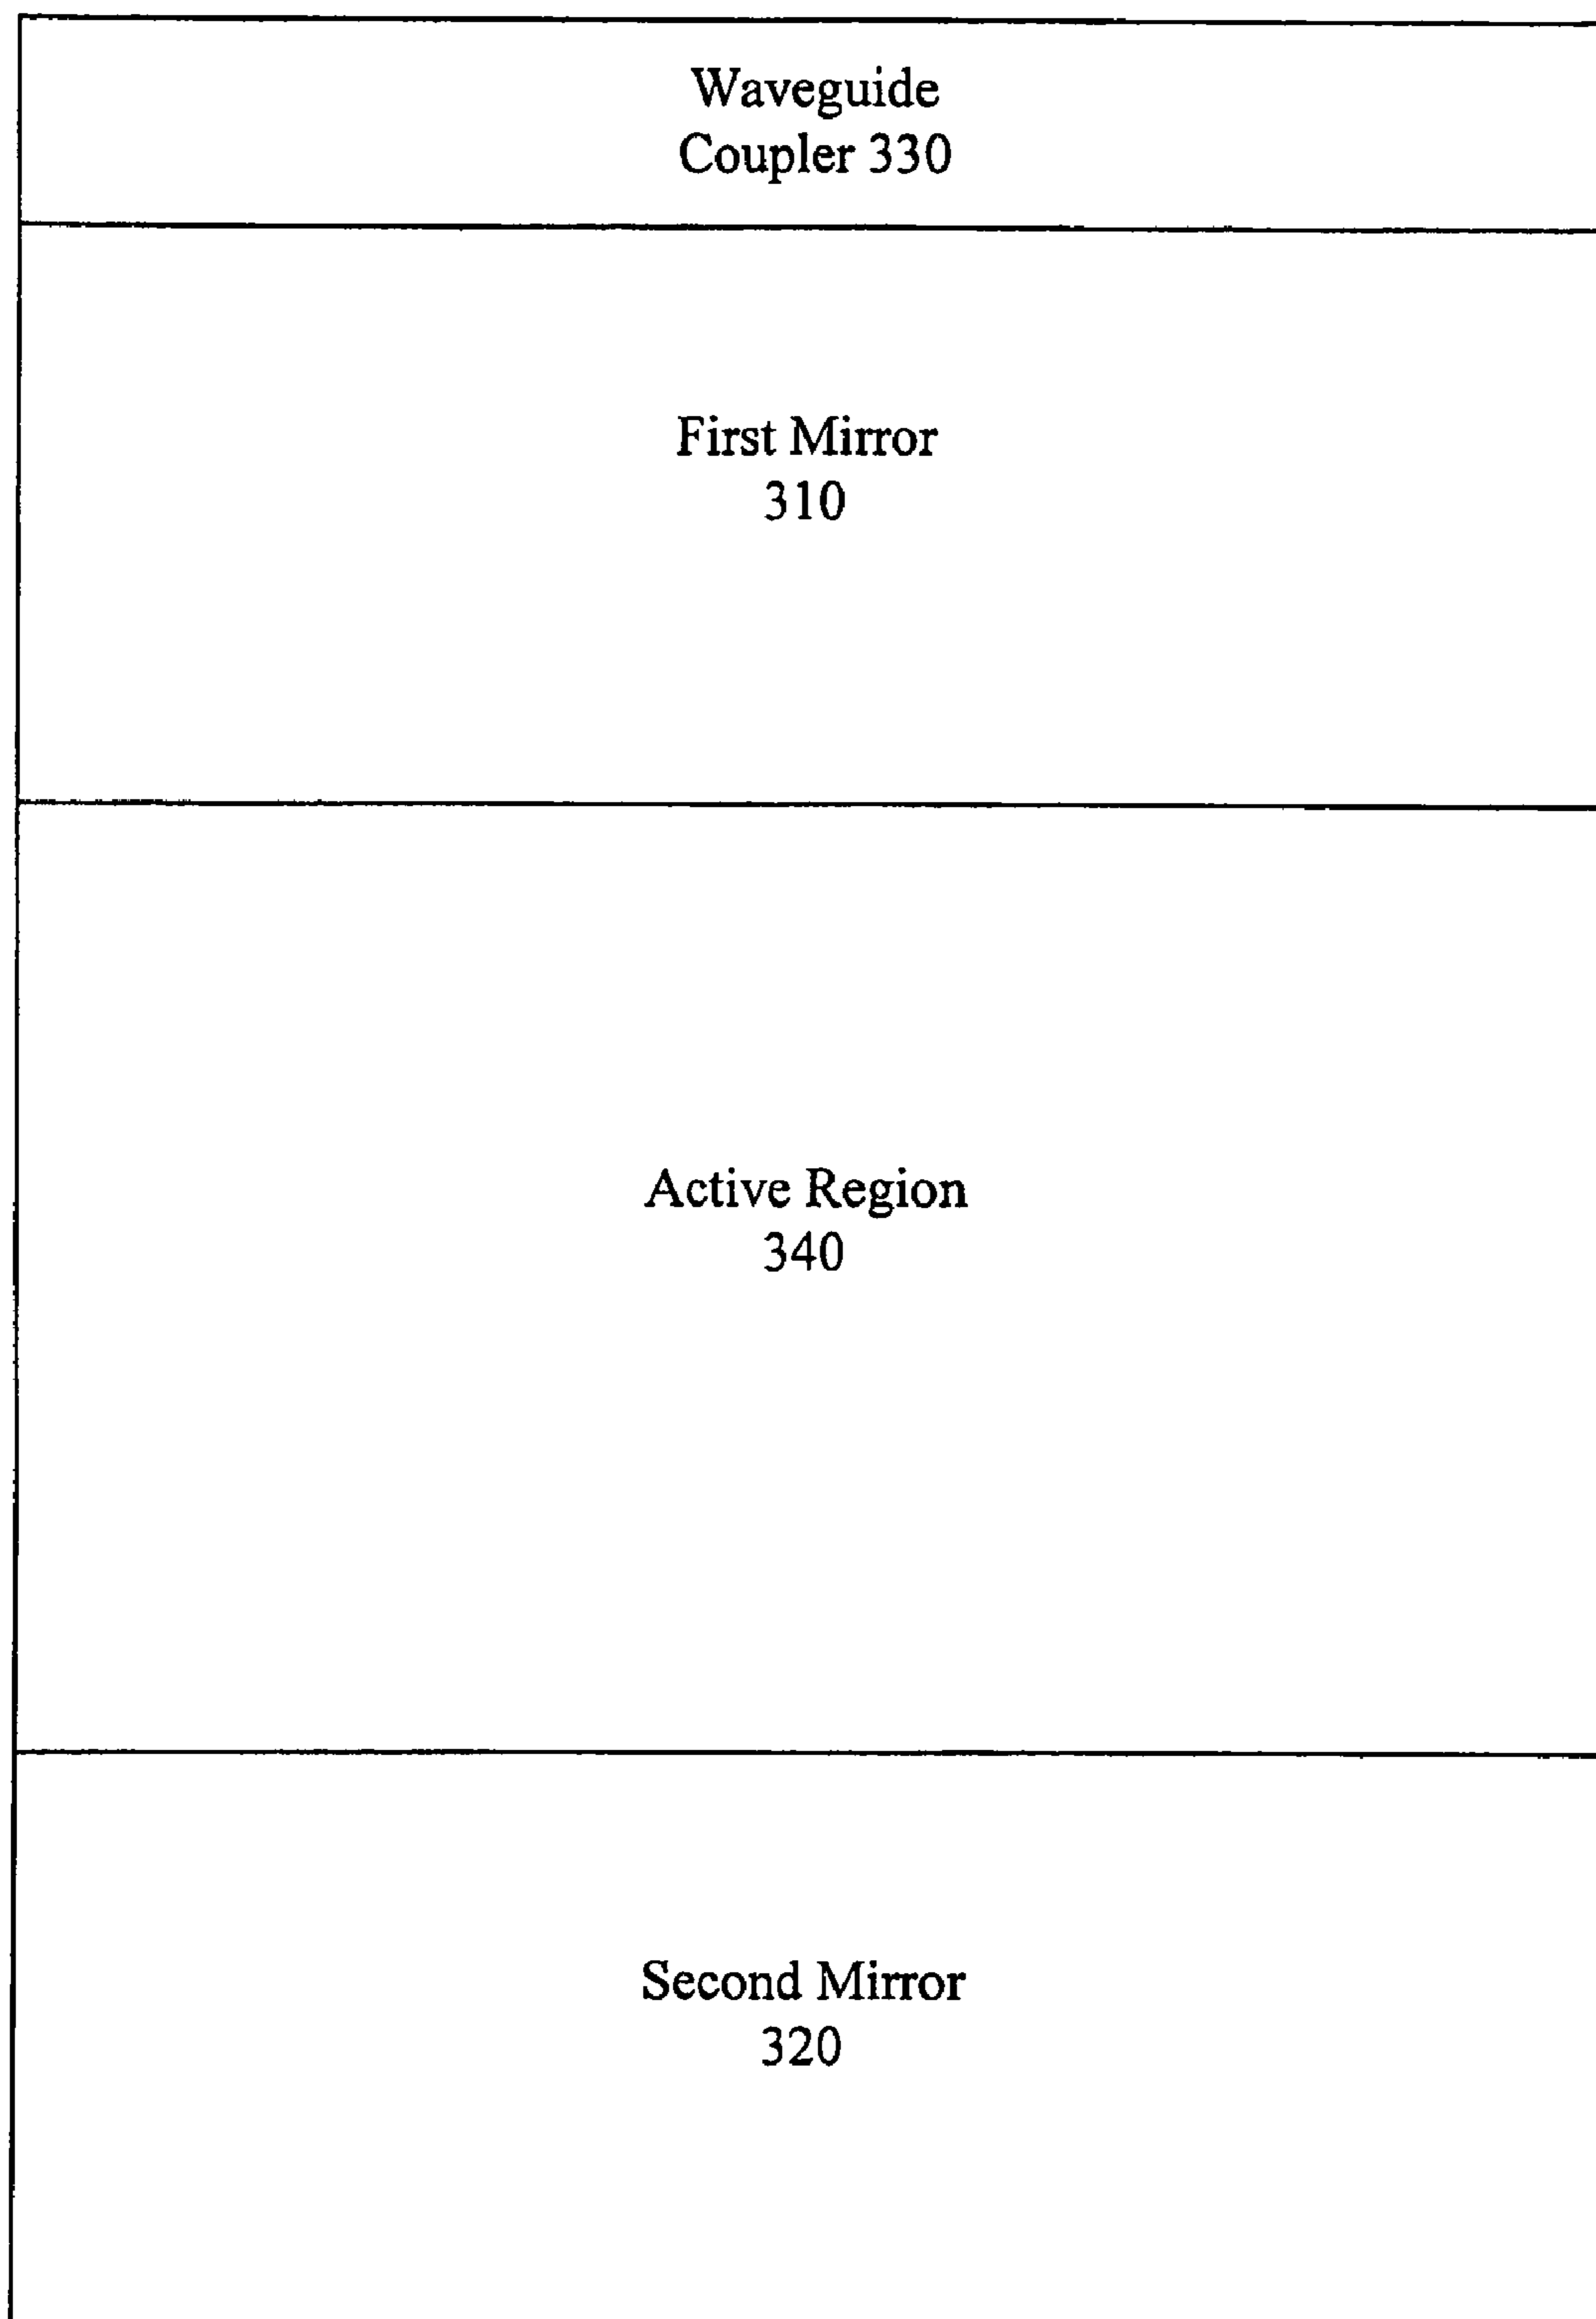 Waveguide
Coupler 330
First Mirror
310
Active Region
340
Second Mirror
320